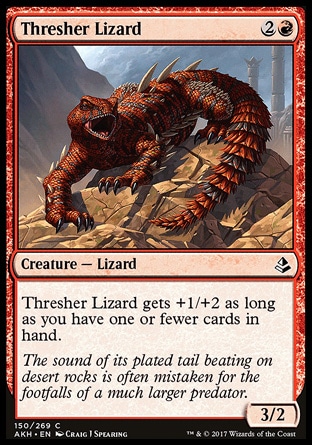 Thresher Lizard 2
Creature — Lizard
Thresher Lizard gets +1/+2 as long
as you have one or fewer cards in
hand.
The sound of its plated tail beating on
desert rocks is often mistaken for the
footfalls of a much larger predator.
3/2
150/269 C
AKH • EN Craig J Spearing
™ & © 2017 Wizards of the Coast